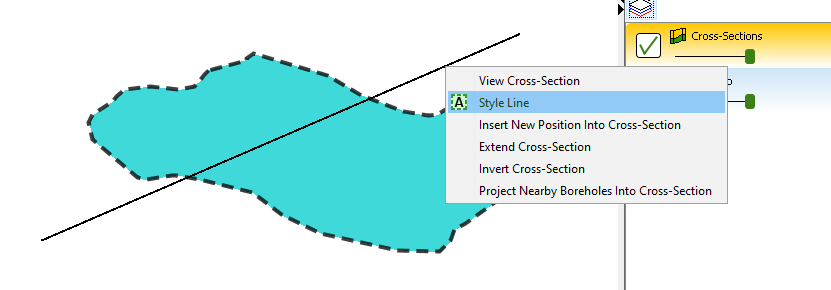 Cross-Sections
View Cross-Section
A Style Line
Insert New Position Into Cross-Section
Extend Cross-Section
Invert Cross-Section
Project Nearby Boreholes Into Cross-Section